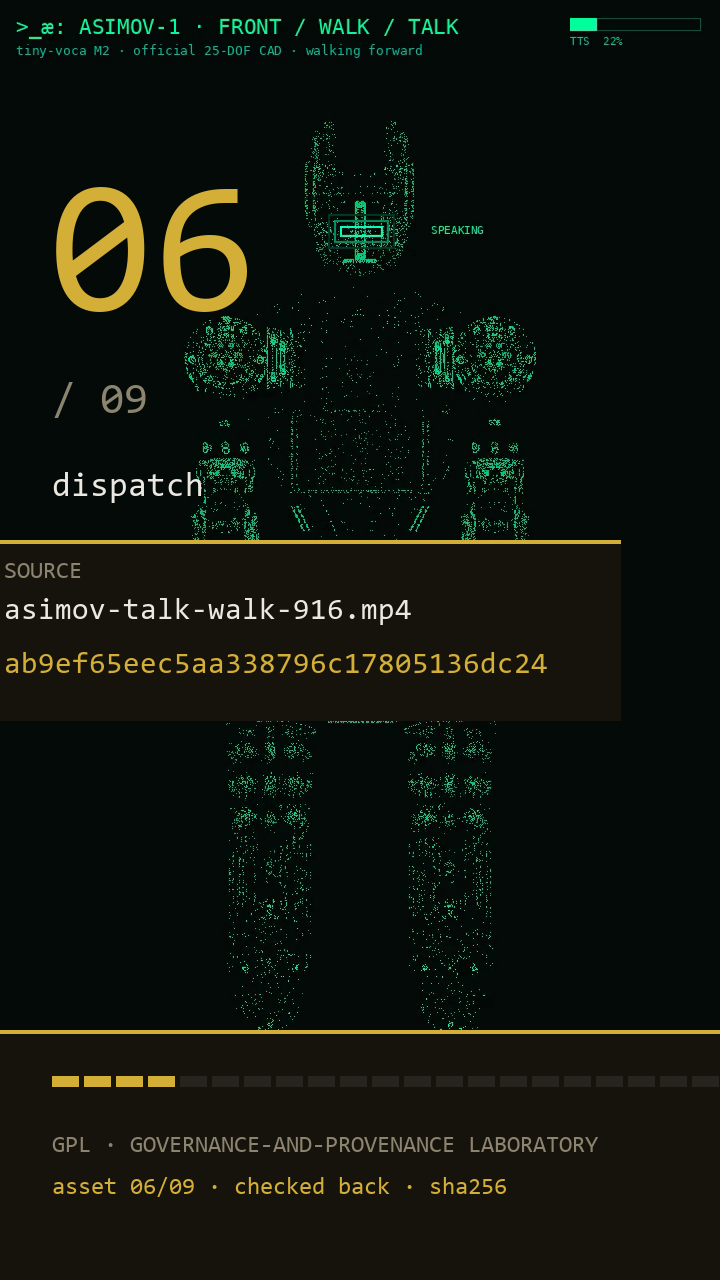 >_æ: ASIMOV-1 · FRONT / WALK / TALK
tiny-voca M2 · official 25-DOF CAD · walking forward
TTS 22%
06
SPEAKING
/ 09
dispatch
SOURCE
asimov-talk-walk-916.mp4
ab9ef65eec5aa338796c17805136dc24
GPL · GOVERNANCE-AND-PROVENANCE LABORATORY
asset 06/09 · checked back · sha256